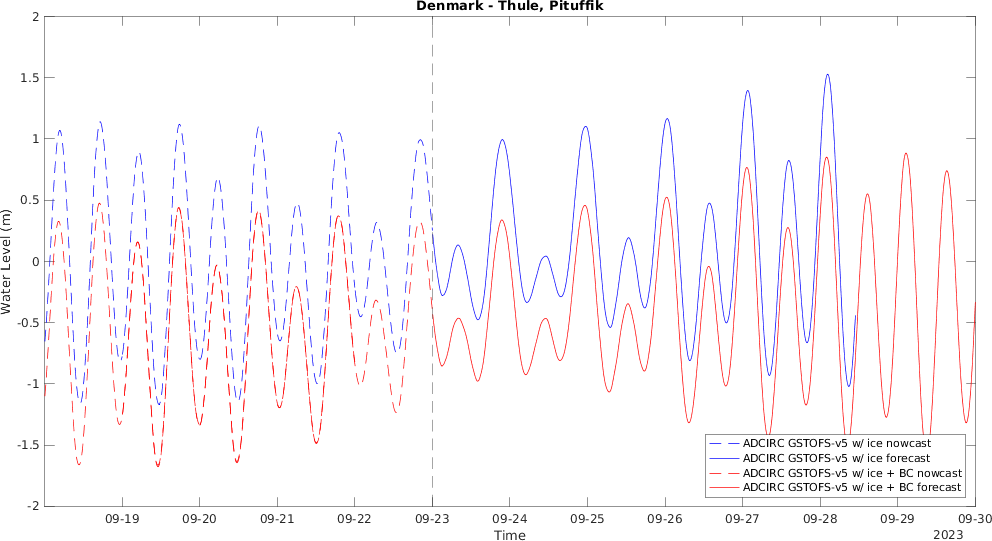 Denmark - Thule, Pituffik
Water Level (m)
2
1.5
1
0.5
0
-0.5
-1
-1.5
-2
ADCIRC GSTOFS-v5 w/ ice nowcast
ADCIRC GSTOFS-v5 w/ ice forecast
ADCIRC GSTOFS-v5 w/ ice + BC nowcast
ADCIRC GSTOFS-v5 w/ ice + BC forecast
09-19 09-20 09-21 09-22 09-23 09-24 09-25 09-26 09-27 09-28 09-29 09-30
Time
2023